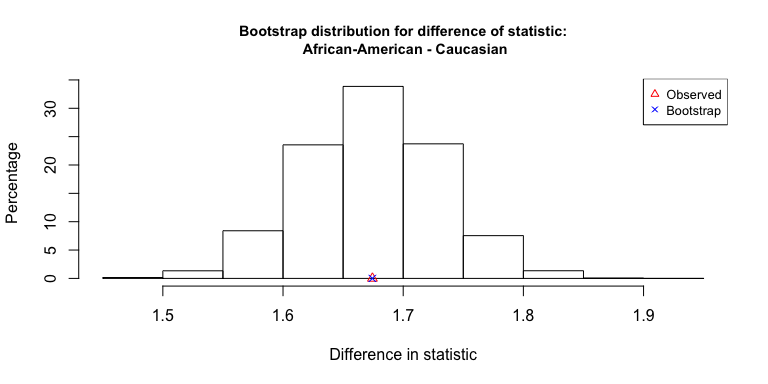 Bootstrap distribution for difference of statistic:
African-American - Caucasian
Observed
Bootstrap
Percentage
30
20
10
5
0
1.5 1.6 1.7 1.8 1.9
Difference in statistic